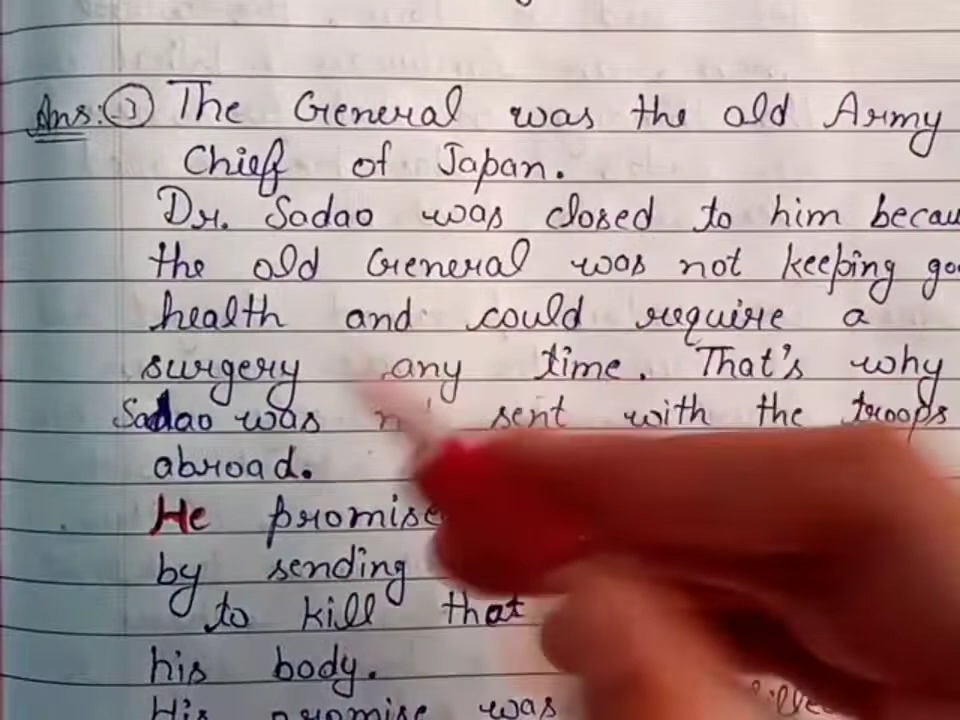 Ans:- 3 The General was the old Army
Chief of Japan.
Dr. Sadao was closed to him becau
the old General was not keeping go
health and could require a
surgery any time. That's why
Sadao was sent with the troops
abroad.
He promise
by sending
to kill that
his body.
His promise was